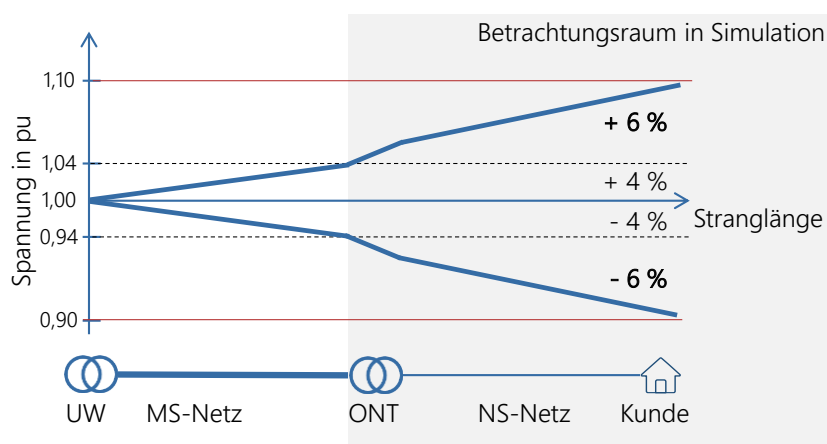 Betrachtungsraum in Simulation
Spannung in pu
1,10
+ 6 %
1,04
+ 4 %
1,00
- 4 %
Stranglänge
0,94
- 6 %
0,90
UW
MS-Netz
ONT
NS-Netz
Kunde